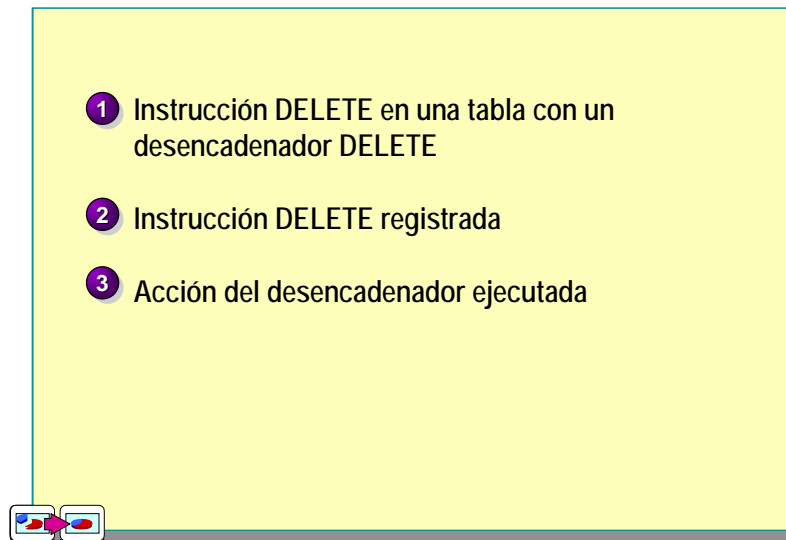 1 Instrucción DELETE en una tabla con un
desencadenador DELETE
2 Instrucción DELETE registrada
3 Acción del desencadenador ejecutada